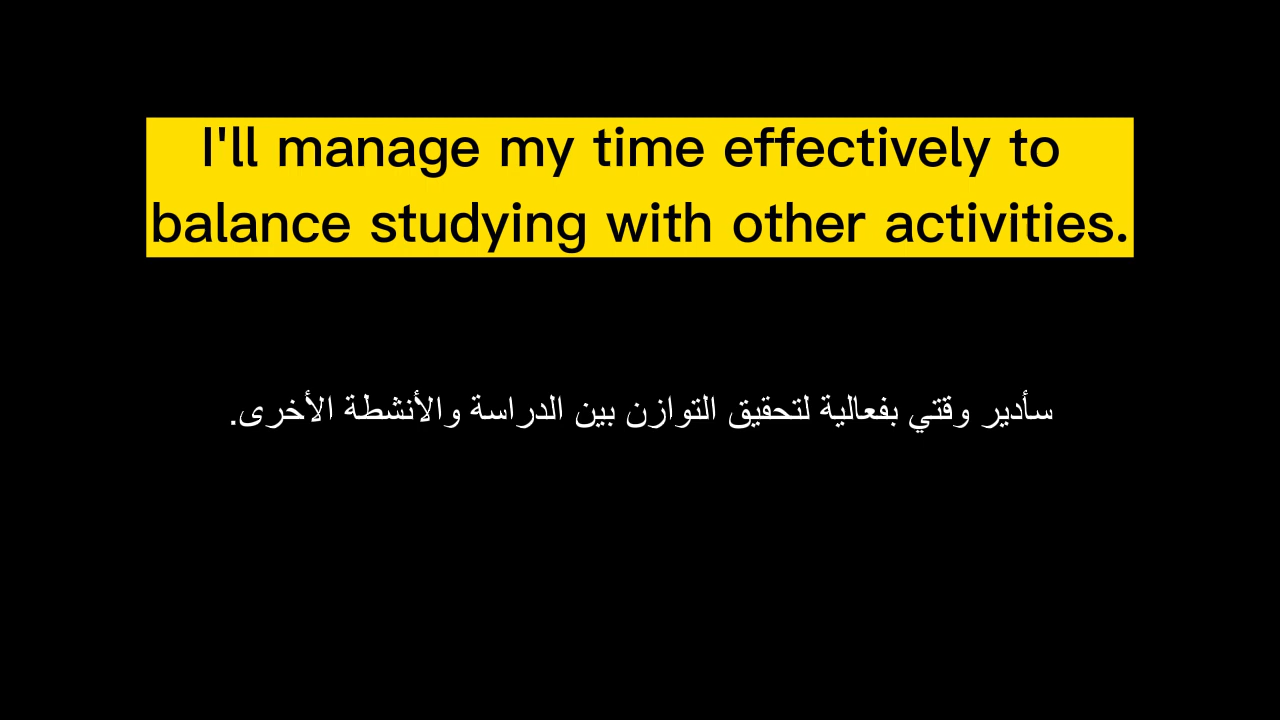 I'll manage my time effectively to
balance studying with other activities.
سأدير وقتي بفعالية لتحقيق التوازن بين الدراسة والأنشطة الأخرى.